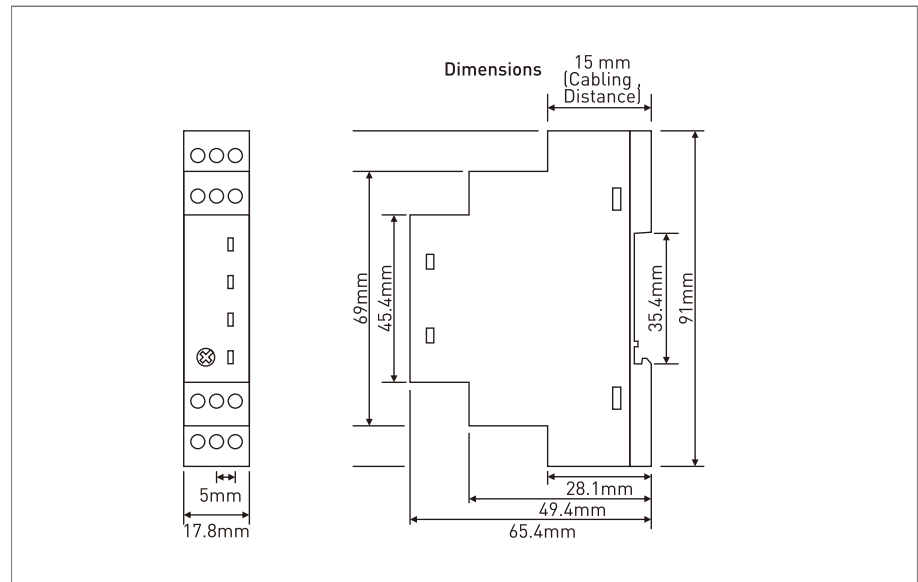 Dimensions
15 mm
(Cabling ,
Distance)
69mm
45.4mm
35.4mm
91mm
5mm
17.8mm
28.1mm
49.4mm
65.4mm